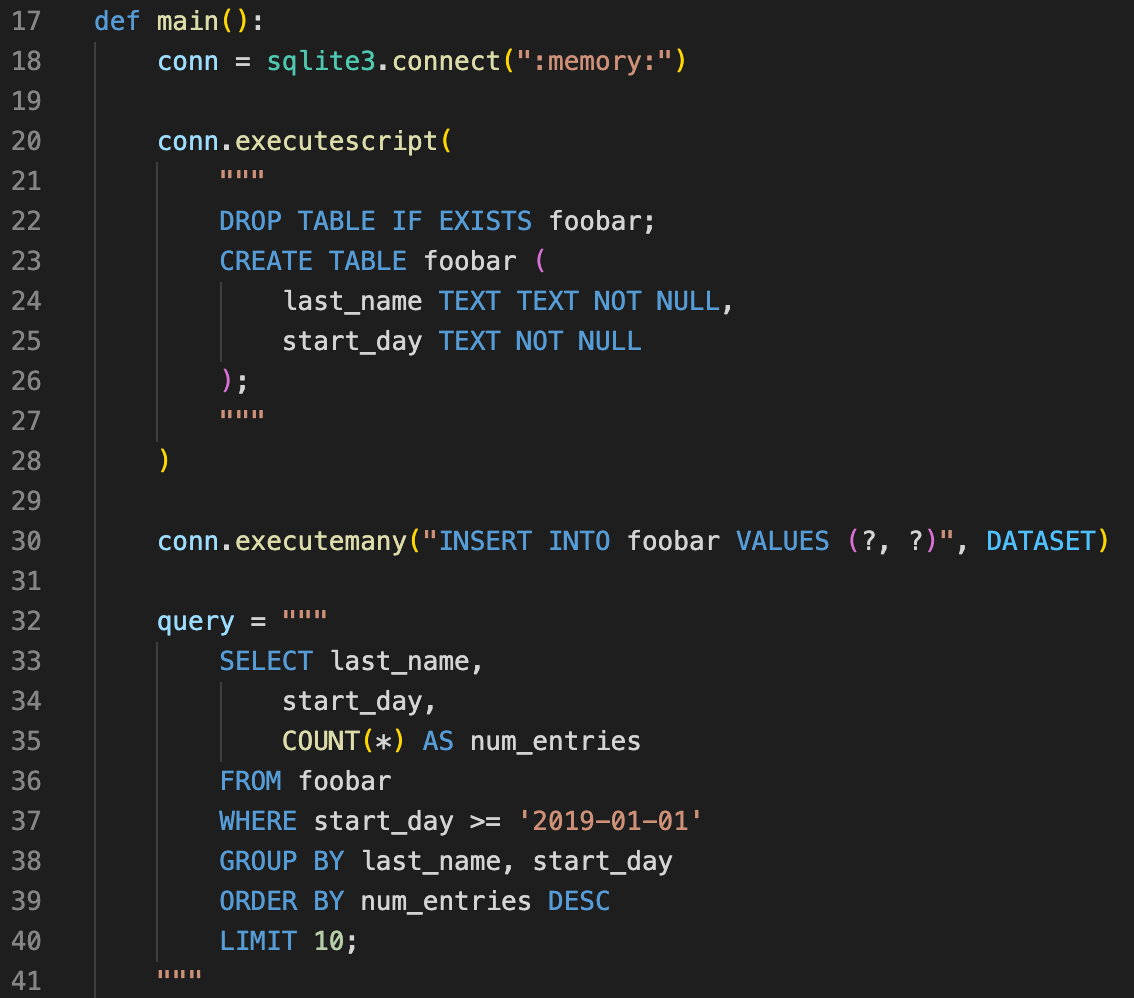 17 def main():
18     conn = sqlite3.connect(":memory:")
19
20     conn.executescript(
21         """
22         DROP TABLE IF EXISTS foobar;
23         CREATE TABLE foobar (
24             last_name TEXT TEXT NOT NULL,
25             start_day TEXT NOT NULL
26         );
27         """
28     )
29
30     conn.executemany("INSERT INTO foobar VALUES (?, ?)", DATASET)
31
32     query = """
33         SELECT last_name,
34             start_day,
35             COUNT(*) AS num_entries
36         FROM foobar
37         WHERE start_day >= '2019-01-01'
38         GROUP BY last_name, start_day
39         ORDER BY num_entries DESC
40         LIMIT 10;
41     """